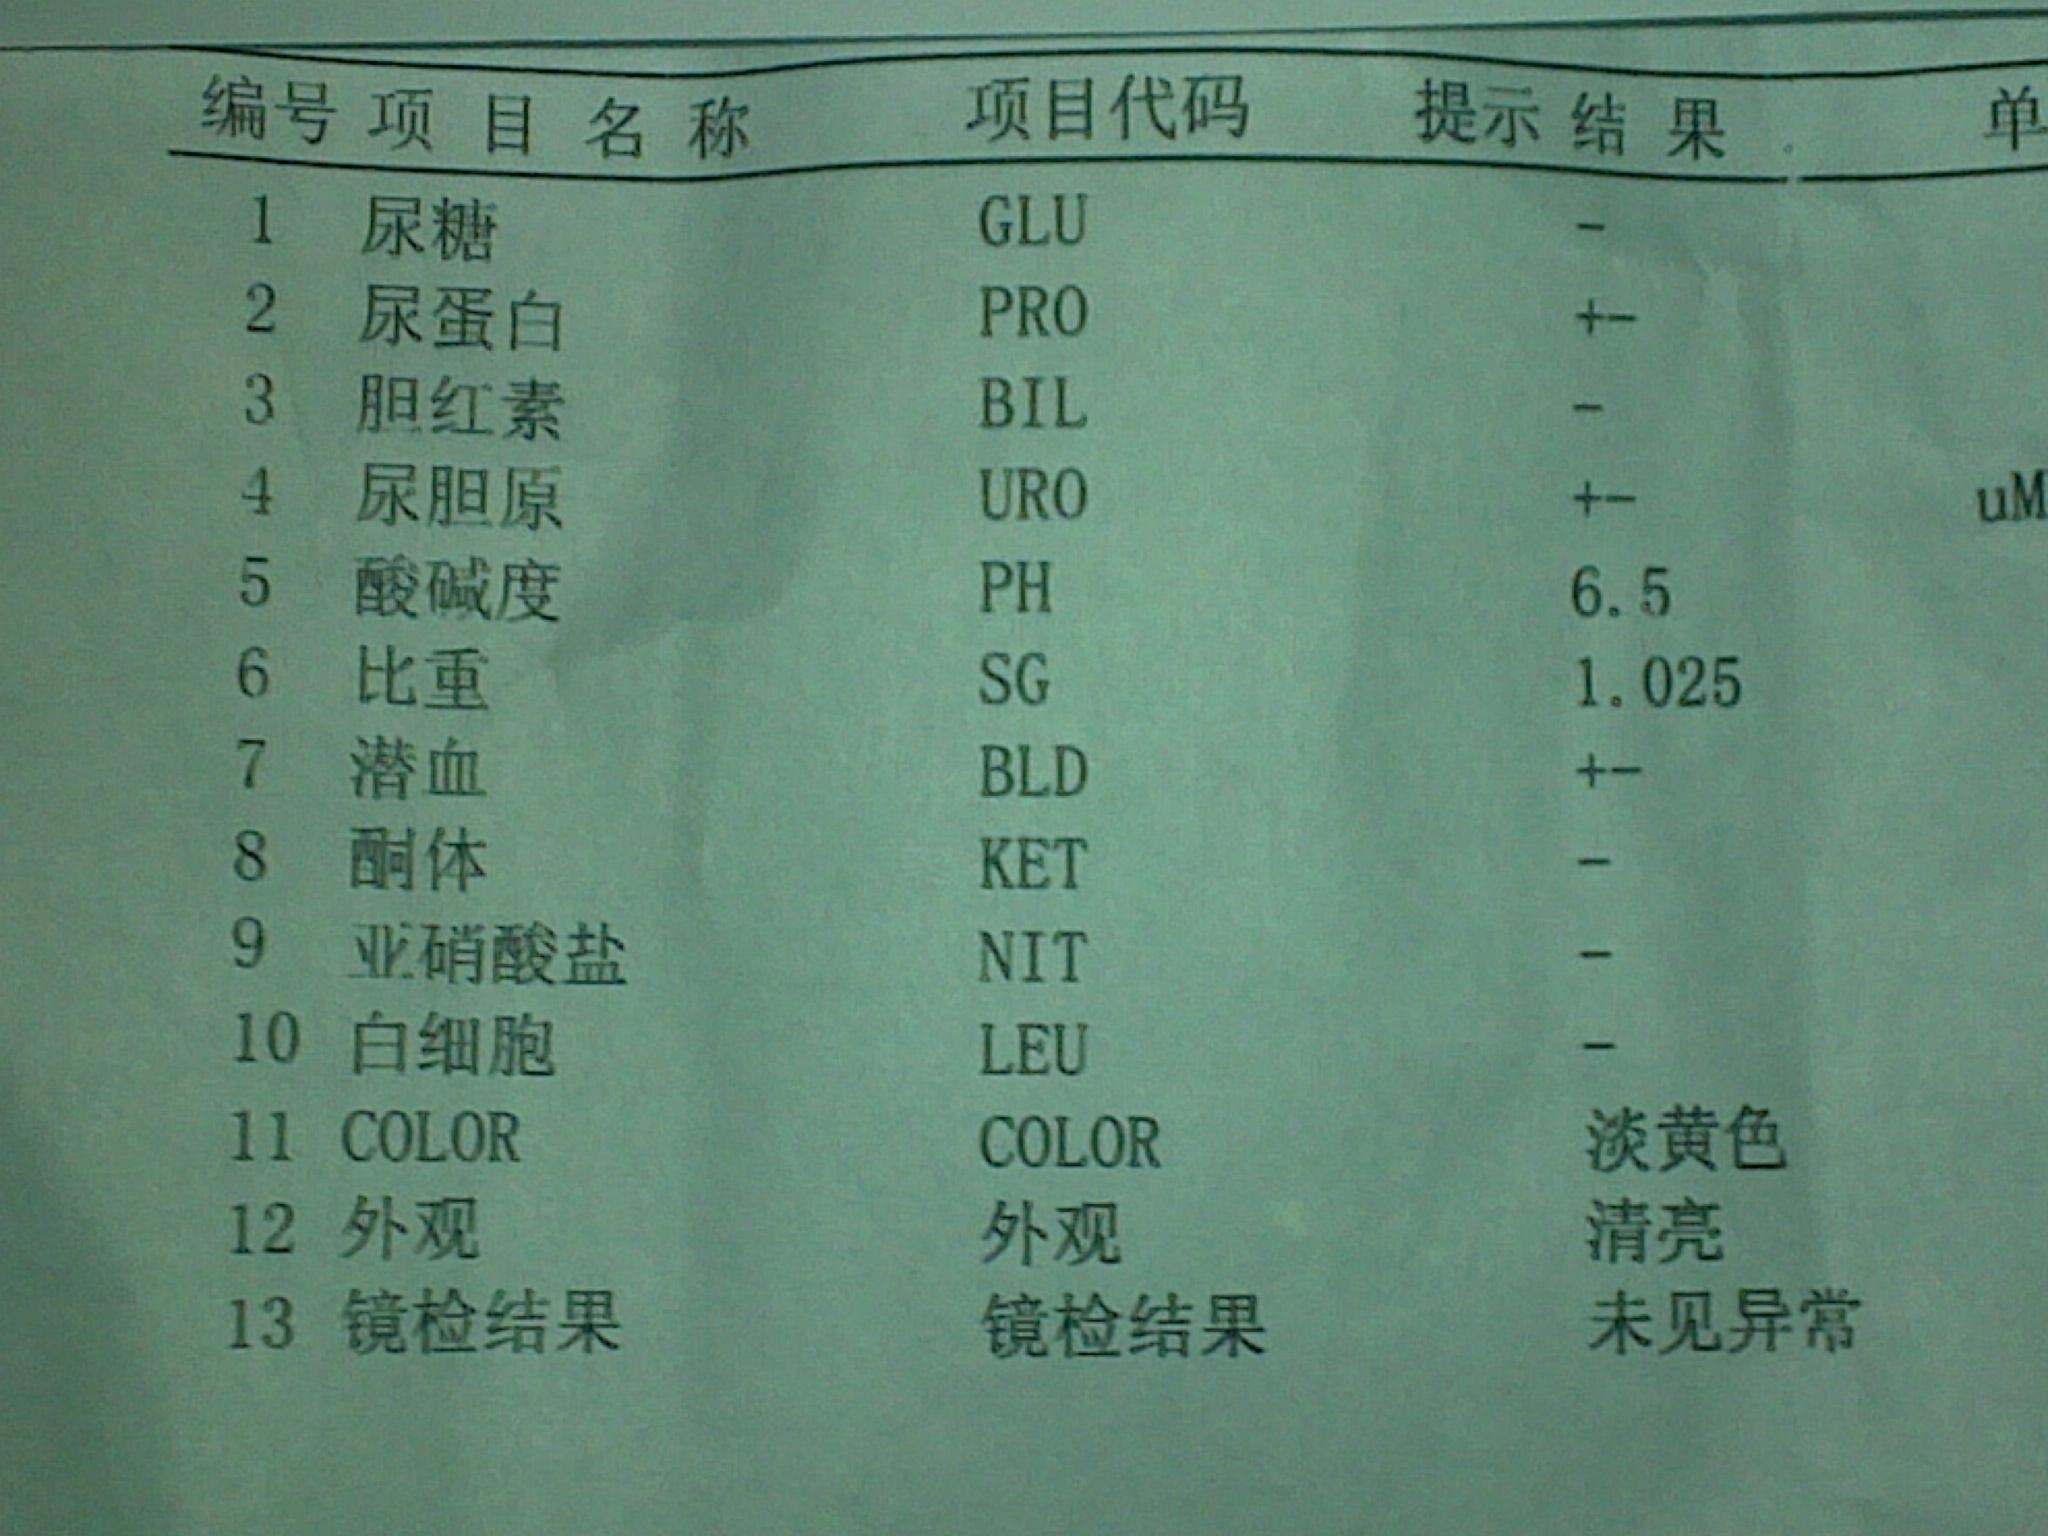 编号 项目名称 项目代码 提示 结果 单
1 尿糖 GLU -
2 尿蛋白 PRO +-
3 胆红素 BIL -
4 尿胆原 URO +- uM
5 酸碱度 PH 6.5
6 比重 SG 1.025
7 潜血 BLD +-
8 酮体 KET -
9 亚硝酸盐 NIT -
10 白细胞 LEU -
11 COLOR COLOR 淡黄色
12 外观 外观 清亮
13 镜检结果 镜检结果 未见异常